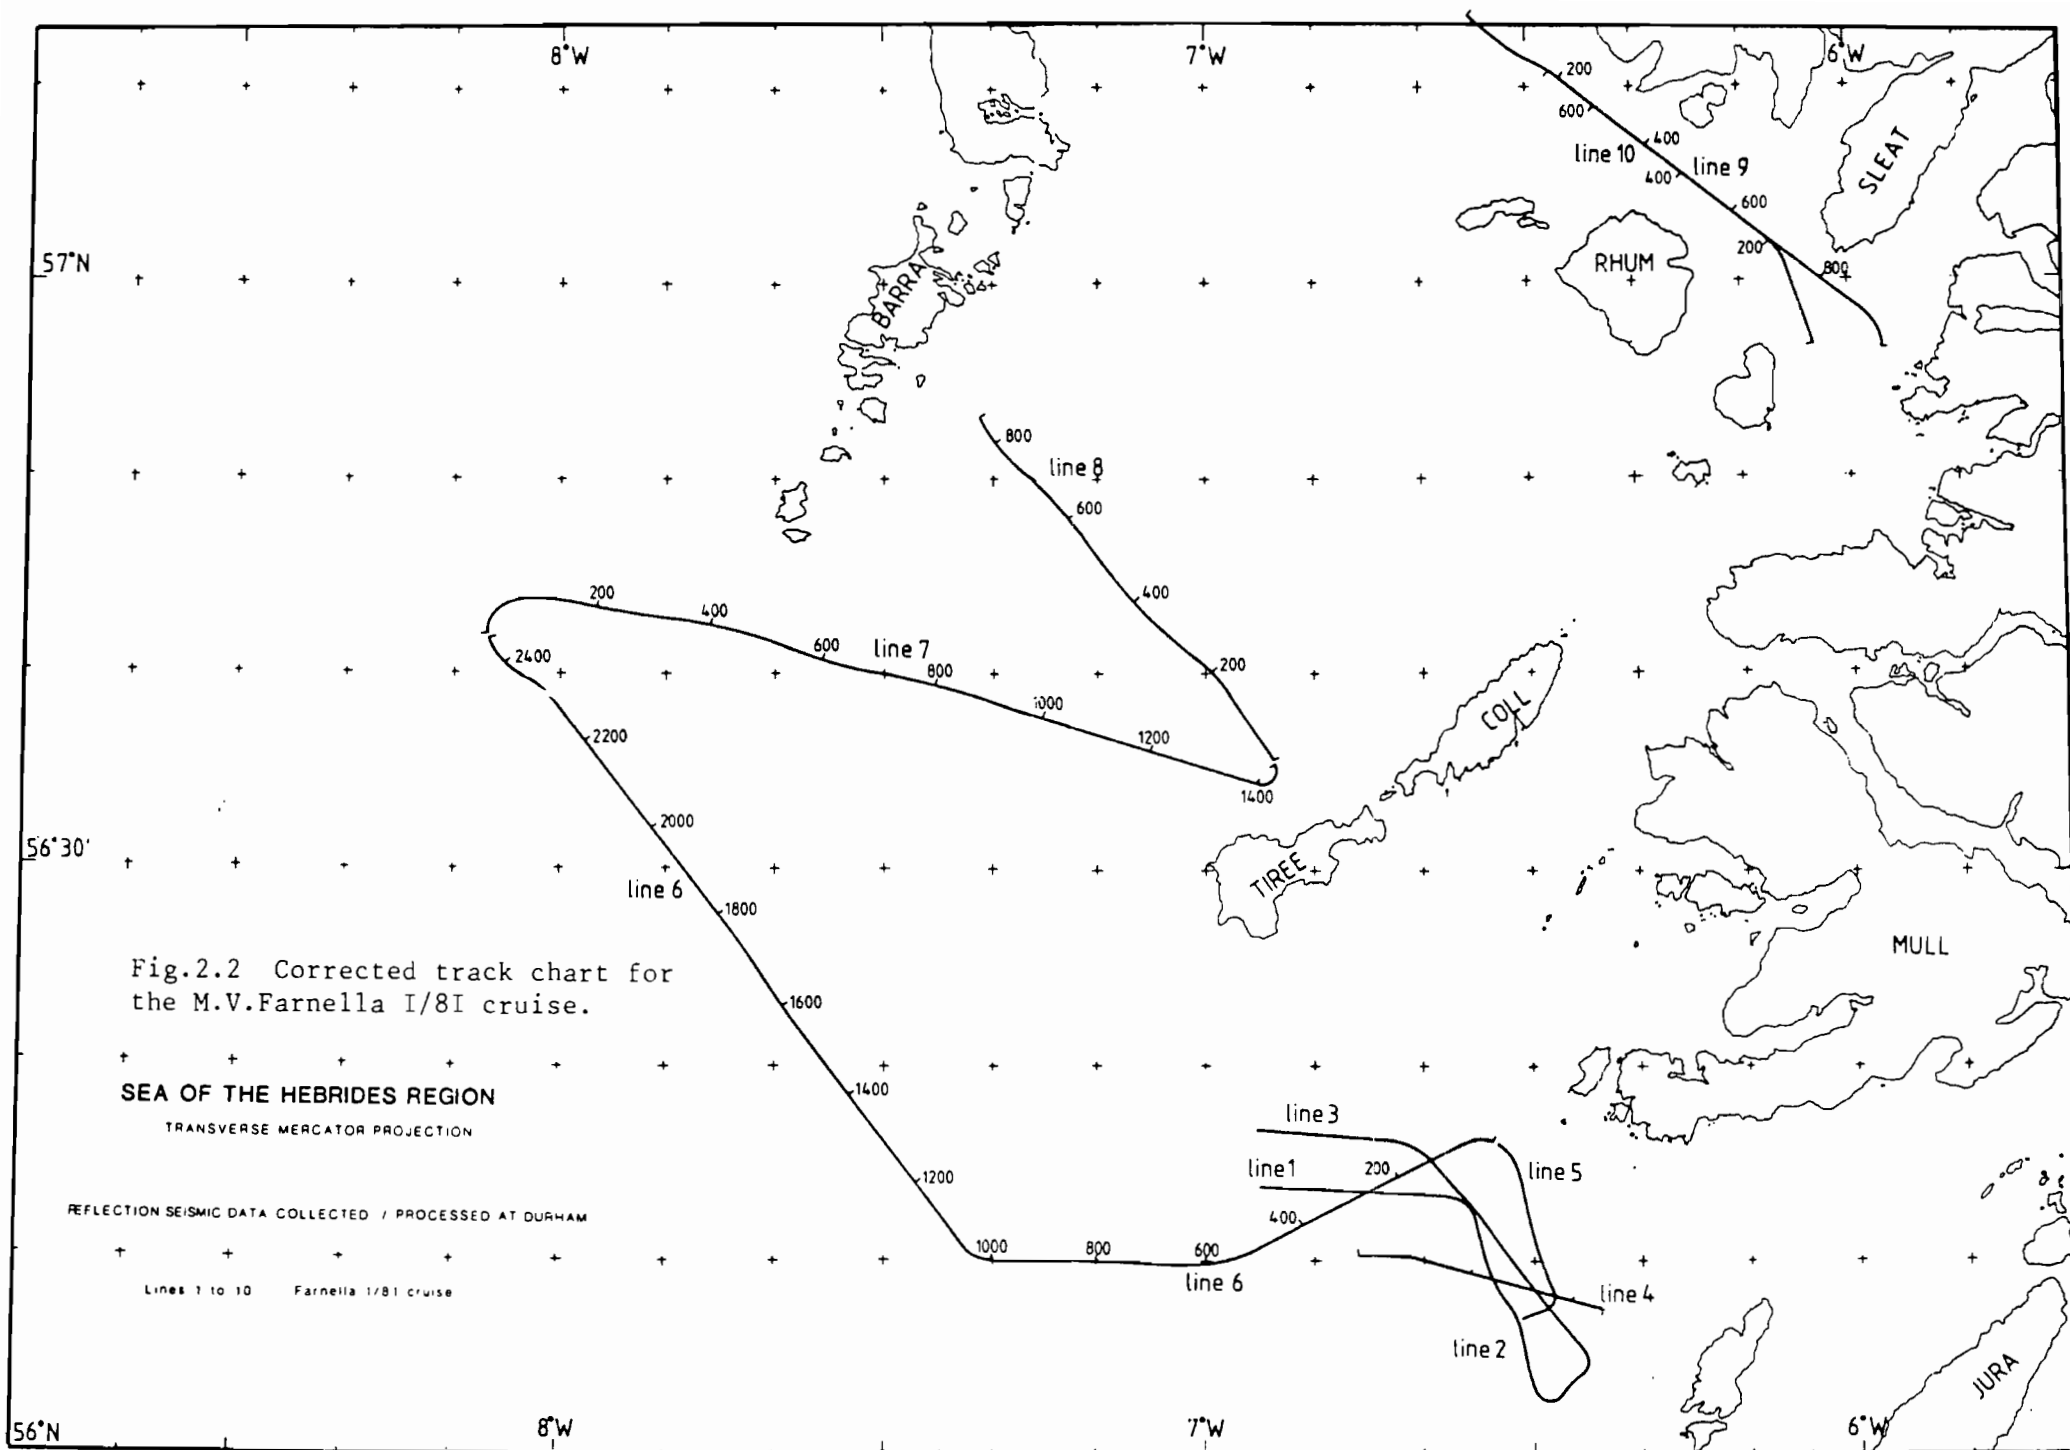 8°W 7°W 6°W
200
600
400
line 10 line 9
400
SLEAT
600
200
57°N
BARRA
RHUM
800
800
line 8
600
200
400
400
600
line 7
800
2400
200
1000
COLL
2200
1200
1400
2000
56°30'
line 6
TIREE
1800
MULL
Fig.2.2 Corrected track chart for
the M.V.Farnella I/8I cruise.
1600
SEA OF THE HEBRIDES REGION
1400
line 3
TRANSVERSE MERCATOR PROJECTION
line 1
200
line 5
1200
REFLECTION SEISMIC DATA COLLECTED / PROCESSED AT DURHAM
400
1000 800 600
line 6
Lines 1 to 10 Farnella 1/81 cruise
line 4
line 2
JURA
56°N 8°W 7°W 6°W